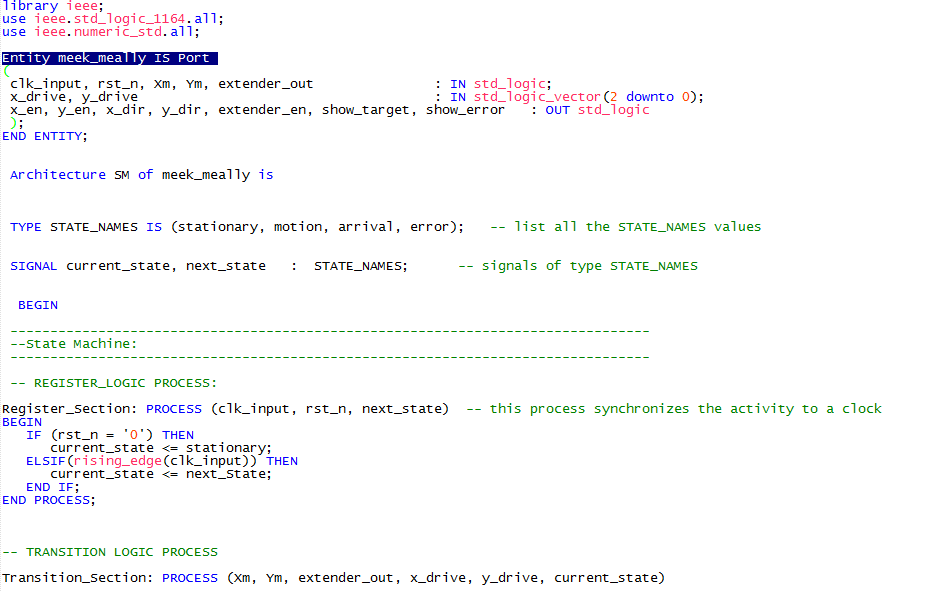 library ieee;
use ieee.std_logic_1164.all;
use ieee.numeric_std.all;
Entity meek_meally IS Port
(
clk_input, rst_n, Xm, Ym, extender_out : IN std_logic;
x_drive, y_drive : IN std_logic_vector(2 downto 0);
x_en, y_en, x_dir, y_dir, extender_en, show_target, show_error : OUT std_logic
);
END ENTITY;
Architecture SM of meek_meally is
TYPE STATE_NAMES IS (stationary, motion, arrival, error); -- list all the STATE_NAMES values
SIGNAL current_state, next_state : STATE_NAMES; -- signals of type STATE_NAMES
BEGIN
--------------------------------------------------------------------------------
--State Machine:
--------------------------------------------------------------------------------
-- REGISTER_LOGIC PROCESS:
Register_Section: PROCESS (clk_input, rst_n, next_state) -- this process synchronizes the activity to a clock
BEGIN
IF (rst_n = '0') THEN
current_state <= stationary;
ELSIF(rising_edge(clk_input)) THEN
current_state <= next_State;
END IF;
END PROCESS;
-- TRANSITION LOGIC PROCESS
Transition_Section: PROCESS (Xm, Ym, extender_out, x_drive, y_drive, current_state)